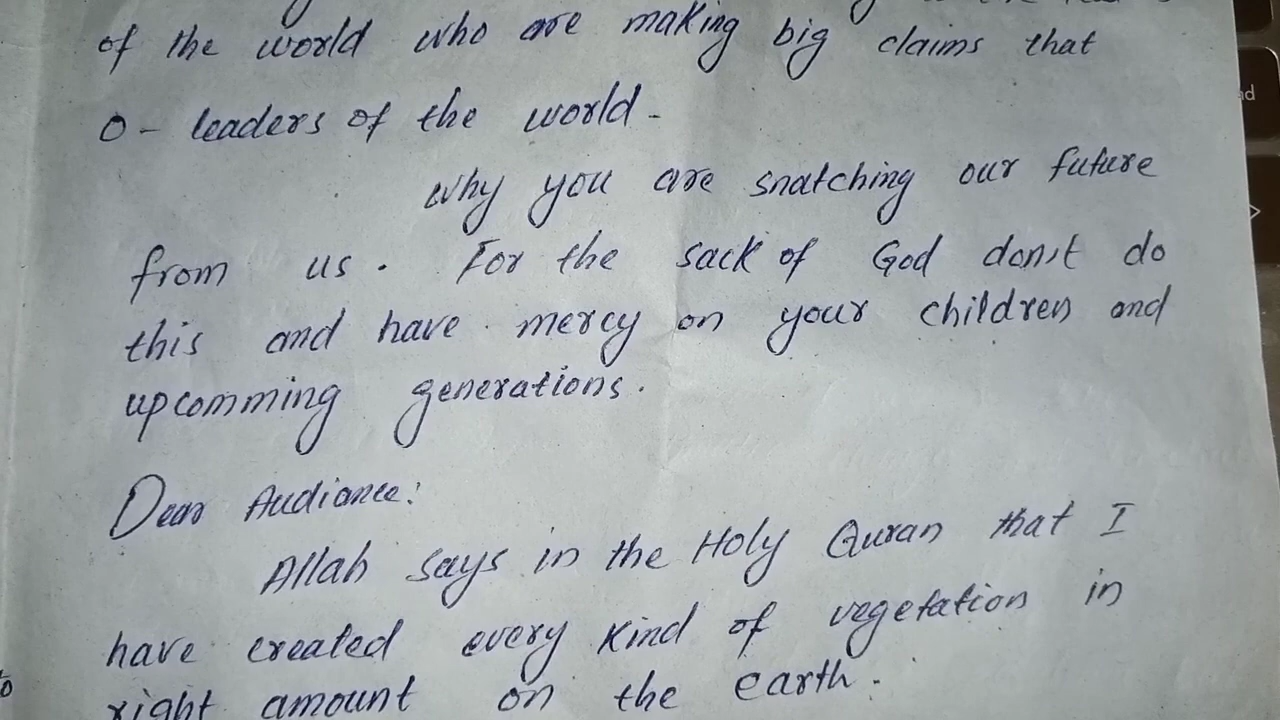 of the world who are making big claims that
O- leaders of the world-
Why you are snatching our future
from us. For the sack of God don't do
this and have mercy on your children and
upcomming generations.
Dear Audiance:
Allah says in the Holy Quran that I
have created every kind of vegetation in
right amount on the earth.